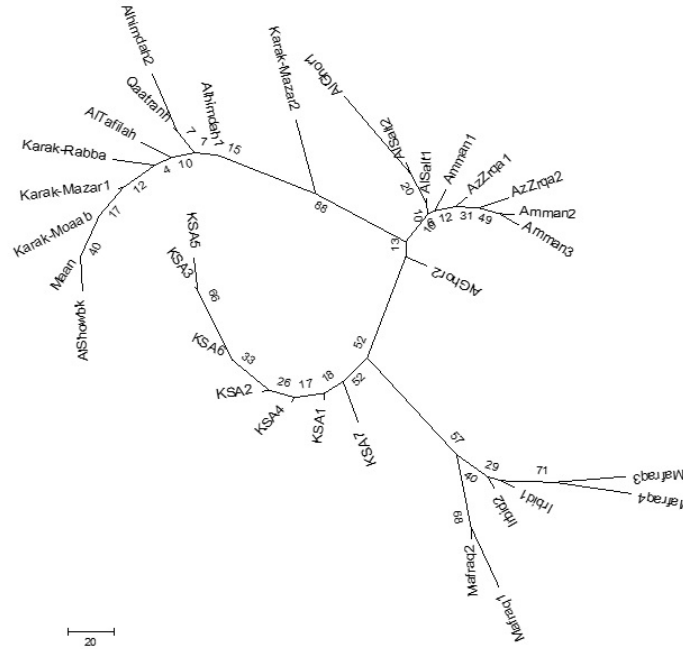 Alhimdah2
Qaatranh
Alhimdah1
AlTafilah
Karak-Rabba
Karak-Mazar1
Karak-Moaab
Maan
AlShowbk
7
7
15
10
4
12
17
40
Karak-Mazar2
88
AlGhor1
AlSalt2
20
AlSalt1
Amman1
AzZrqa1
AzZrqa2
Amman2
Amman3
10
12
31
49
13
AlGhor2
52
52
KSA5
KSA3
66
KSA6
33
KSA2
26
KSA4
17
KSA1
18
KSA7
57
29
40
71
Mafraq3
Mafraq4
Irbid1
Irbid2
68
Mafraq2
Mafraq1
20